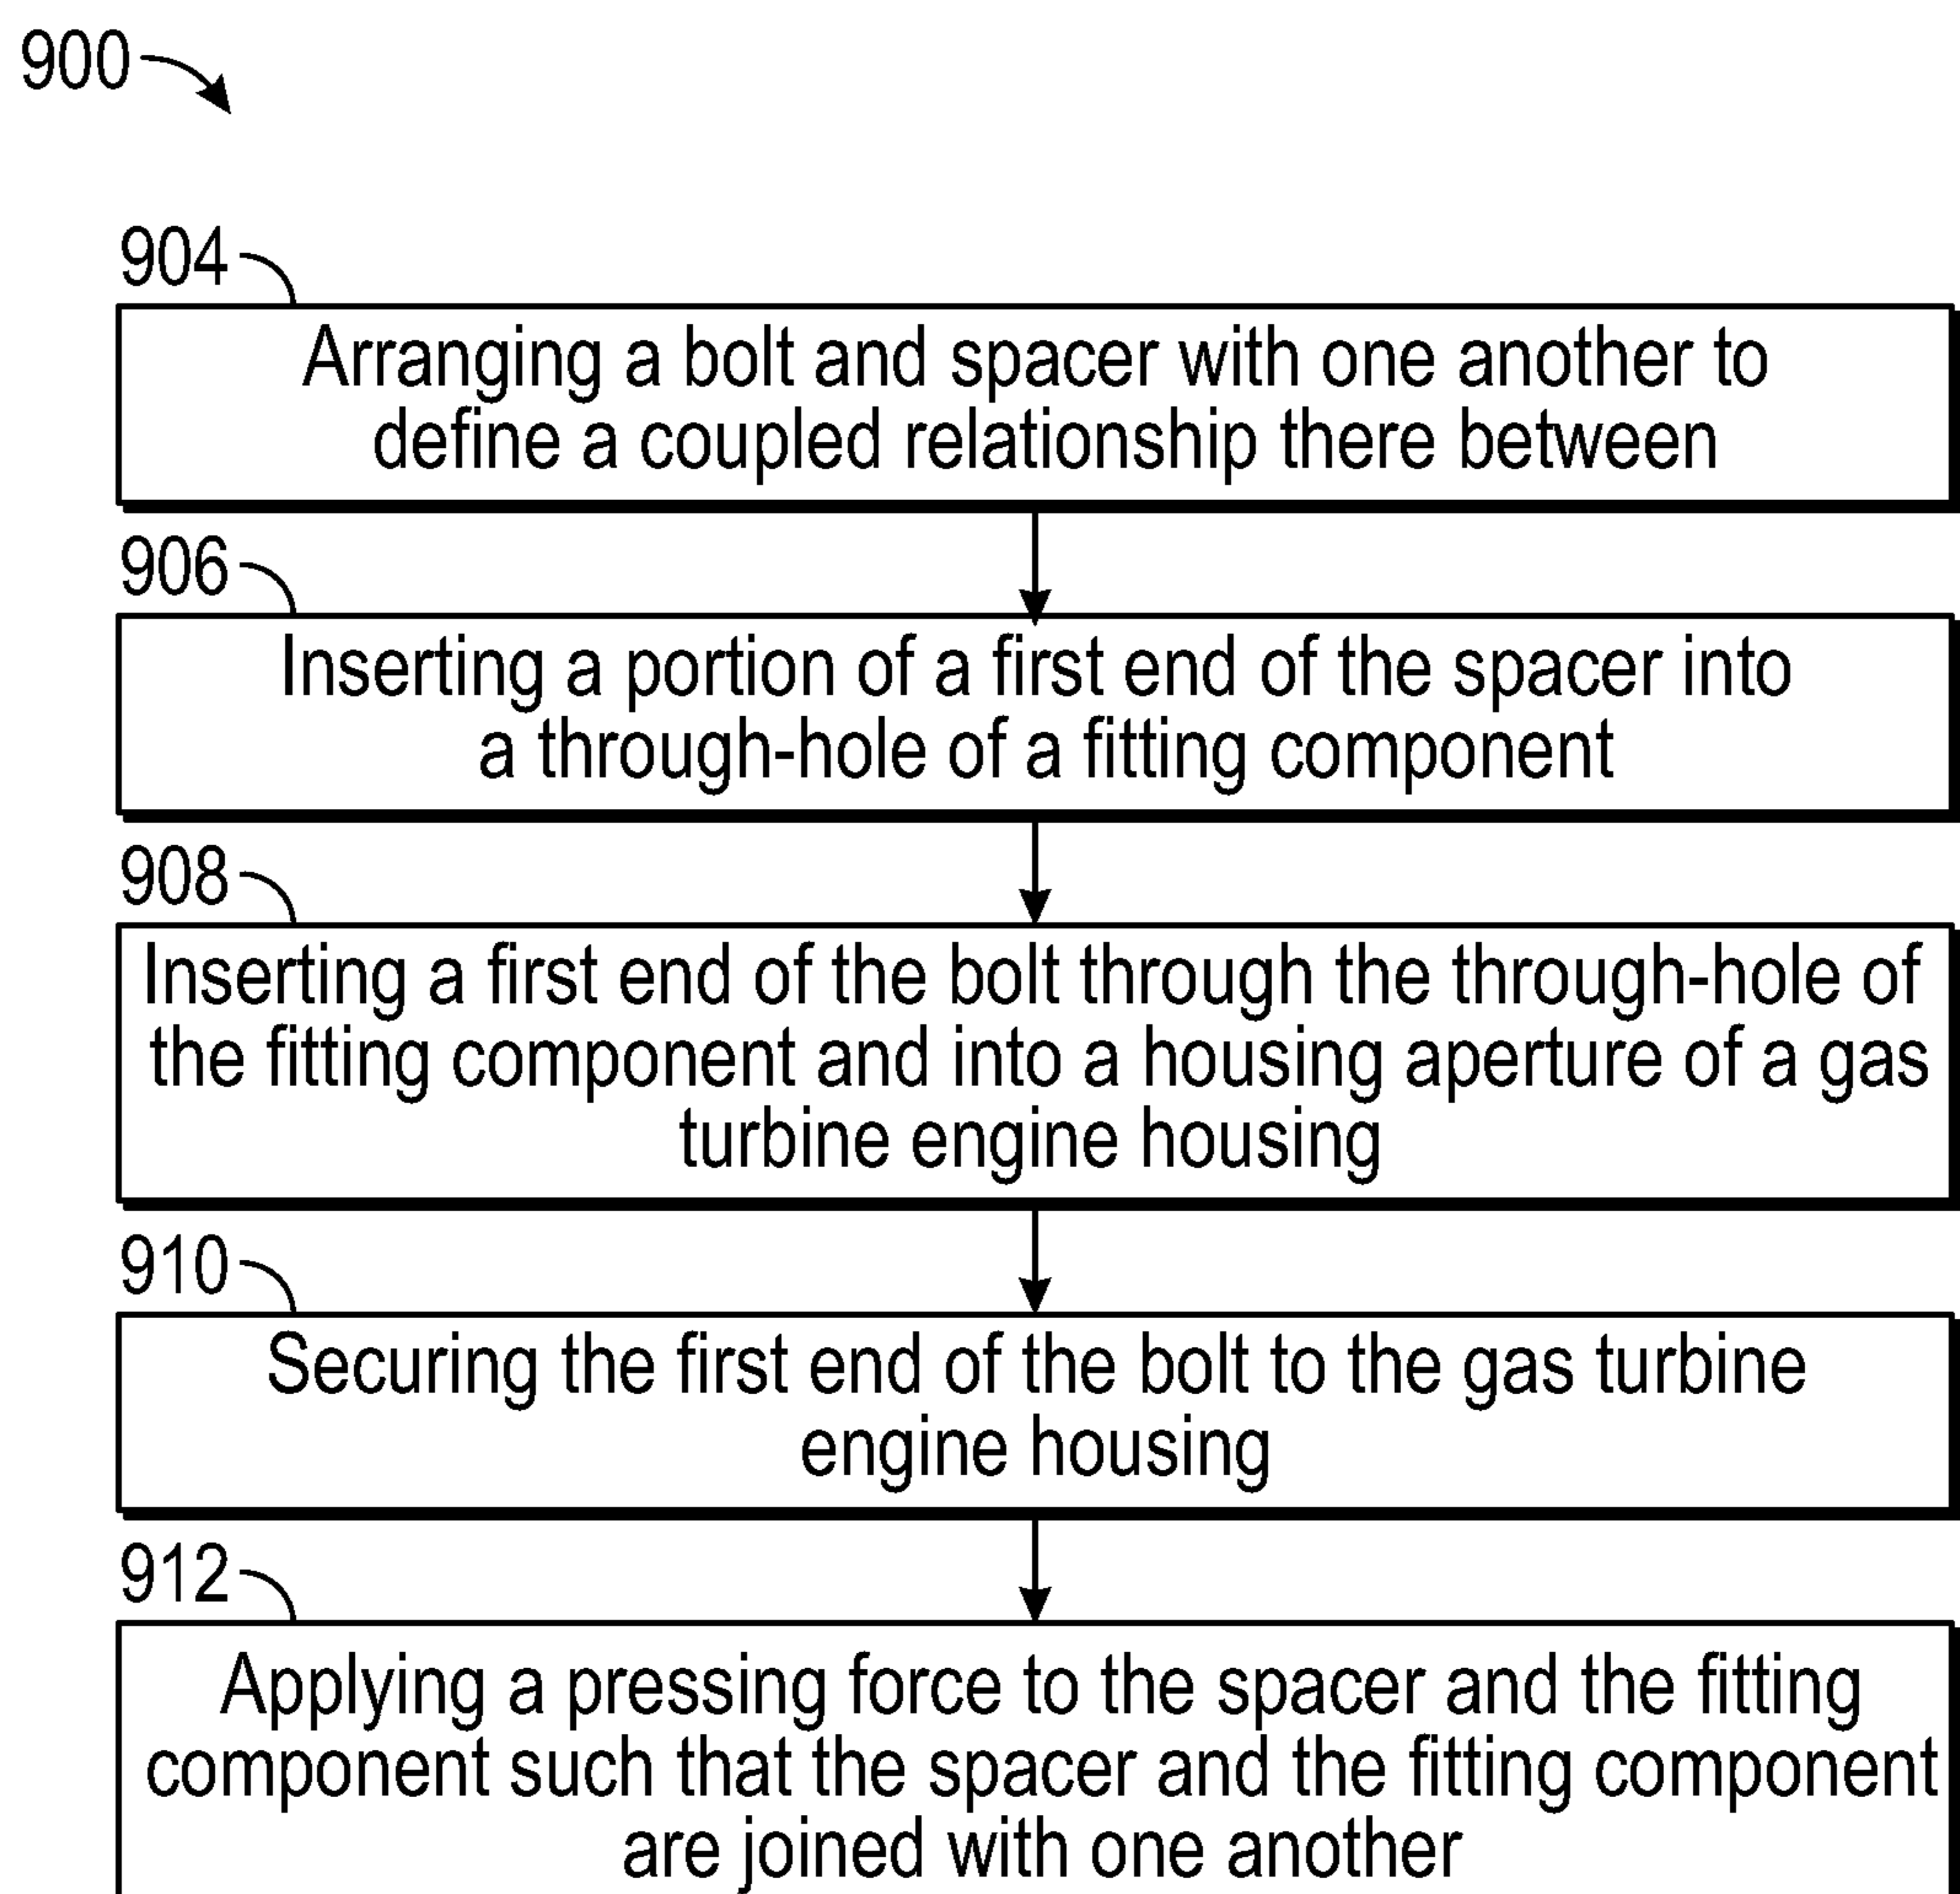 900
904
Arranging a bolt and spacer with one another to
define a coupled relationship there between
906
Inserting a portion of a first end of the spacer into
a through-hole of a fitting component
908
Inserting a first end of the bolt through the through-hole of
the fitting component and into a housing aperture of a gas
turbine engine housing
910
Securing the first end of the bolt to the gas turbine
engine housing
912
Applying a pressing force to the spacer and the fitting
component such that the spacer and the fitting component
are joined with one another